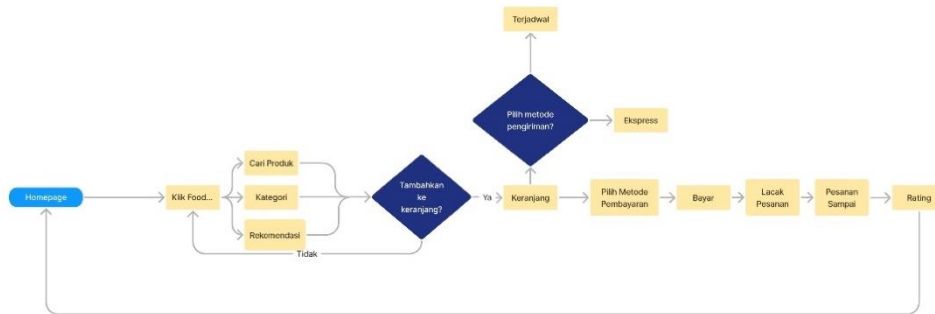 Terjadwal
Pilih metode
pengiriman?
Ekspress
Cari Produk
Homepage
Klik Food...
Kategori
Rekomendasi
Tambahkan
ke
keranjang?
Ya
Tidak
Keranjang
Pilih Metode
Pembayaran
Bayar
Lacak
Pesanan
Pesanan
Sampai
Rating